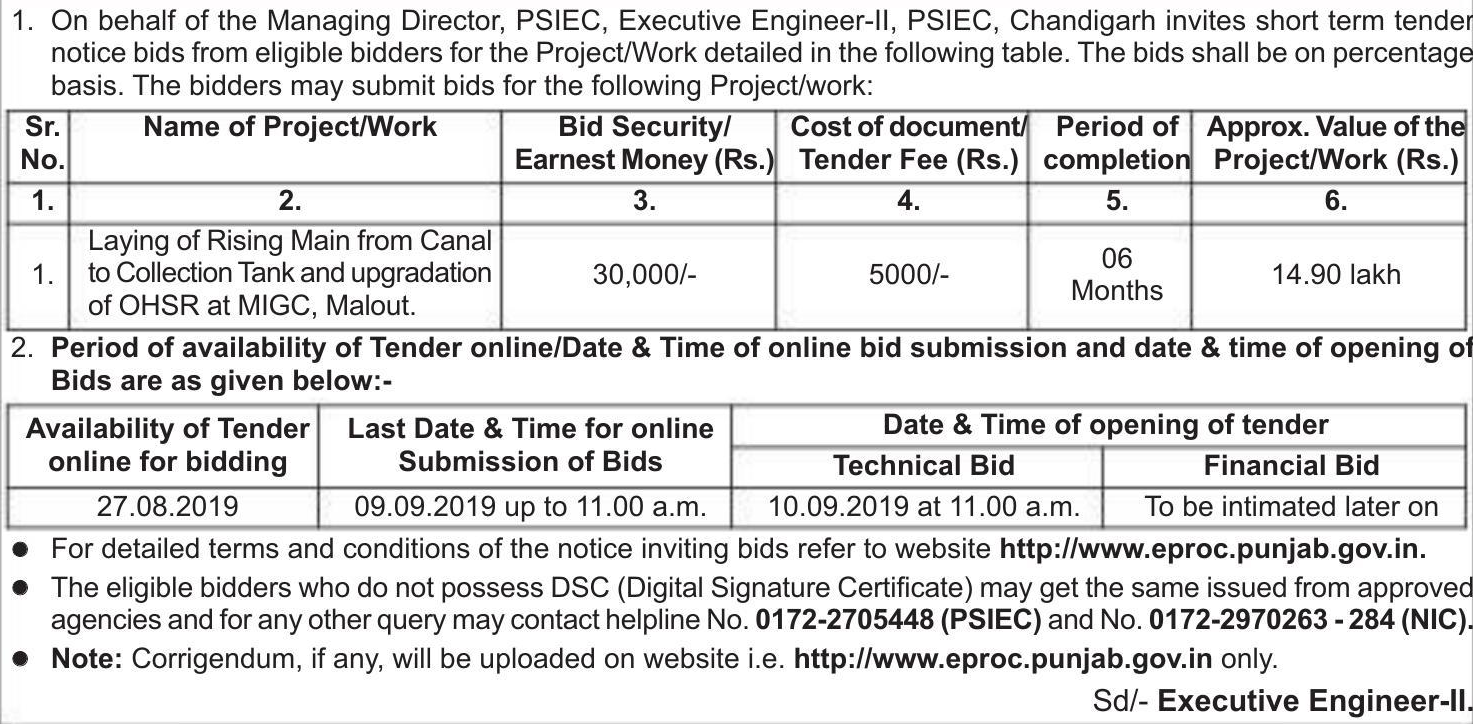 1. On behalf of the Managing Director, PSIEC, Executive Engineer-II, PSIEC, Chandigarh invites short term tender
notice bids from eligible bidders for the Project/Work detailed in the following table. The bids shall be on percentage
basis. The bidders may submit bids for the following Project/work:
Sr. No. Name of Project/Work Bid Security/ Earnest Money (Rs.) Cost of document/ Tender Fee (Rs.) Period of completion Approx. Value of the Project/Work (Rs.)
1. 2. 3. 4. 5. 6.
1. Laying of Rising Main from Canal
to Collection Tank and upgradation
of OHSR at MIGC, Malout.
30,000/- 5000/- 06 Months 14.90 lakh
2. Period of availability of Tender online/Date & Time of online bid submission and date & time of opening of
Bids are as given below:-
Availability of Tender online for bidding
Last Date & Time for online Submission of Bids
Date & Time of opening of tender
Technical Bid Financial Bid
27.08.2019 09.09.2019 up to 11.00 a.m. 10.09.2019 at 11.00 a.m. To be intimated later on
● For detailed terms and conditions of the notice inviting bids refer to website http://www.eproc.punjab.gov.in.
● The eligible bidders who do not possess DSC (Digital Signature Certificate) may get the same issued from approved
agencies and for any other query may contact helpline No. 0172-2705448 (PSIEC) and No. 0172-2970263 - 284 (NIC).
● Note: Corrigendum, if any, will be uploaded on website i.e. http://www.eproc.punjab.gov.in only.
Sd/- Executive Engineer-II.